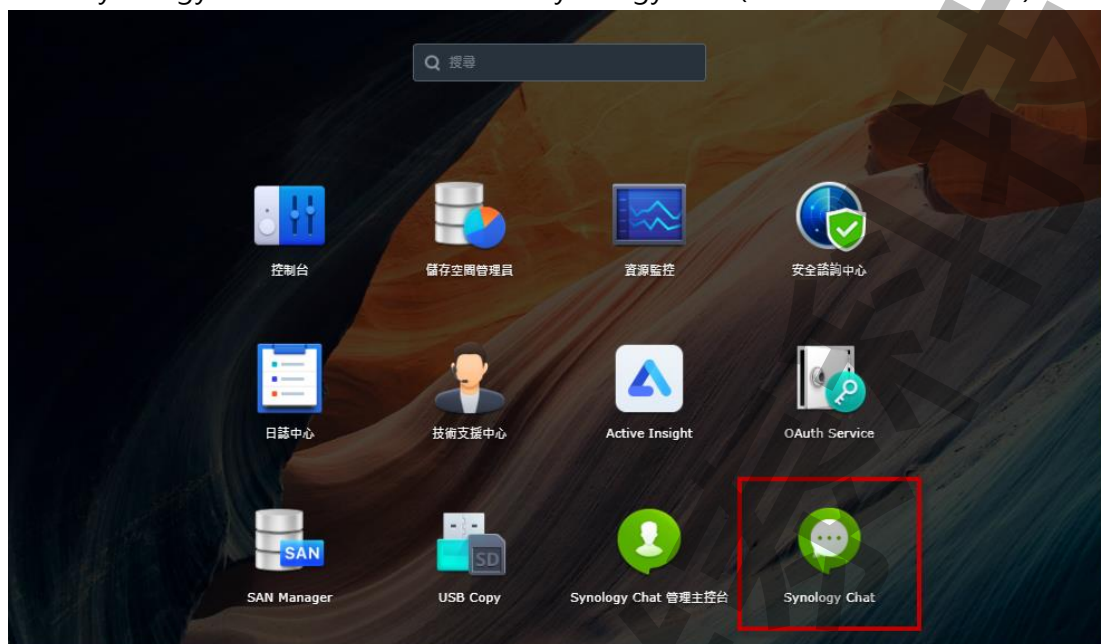 搜尋
控制台
儲存空間管理員
資源監控
安全諮詢中心
日誌中心
技術支援中心
Active Insight
OAuth Service
SAN
SD
SAN Manager
USB Copy
Synology Chat 管理主控台
Synology Chat